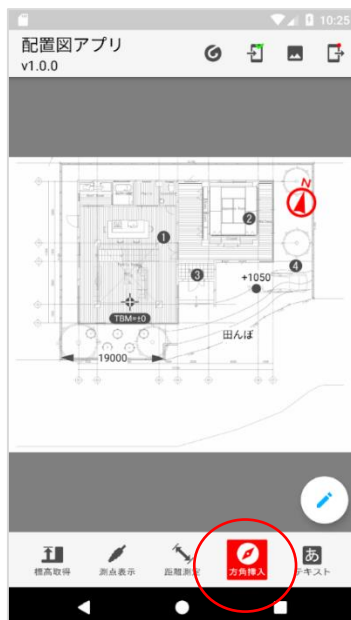 10:25
配置図アプリ
v1.0.0
N
1
2
3
4
+1050
TBM=±0
田んぼ
19000
標高取得
測点表示
距離測定
方角挿入
あ
テキスト